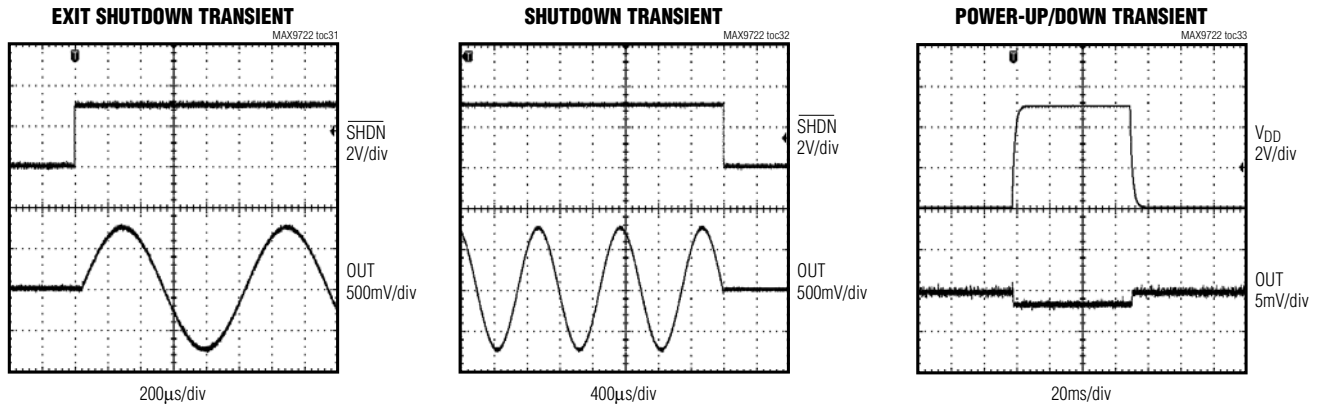 EXIT SHUTDOWN TRANSIENT
MAX9722 toc31
SHDN
2V/div
OUT
500mV/div
200μs/div
SHUTDOWN TRANSIENT
MAX9722 toc32
SHDN
2V/div
OUT
500mV/div
400μs/div
POWER-UP/DOWN TRANSIENT
MAX9722 toc33
VDD
2V/div
OUT
5mV/div
20ms/div